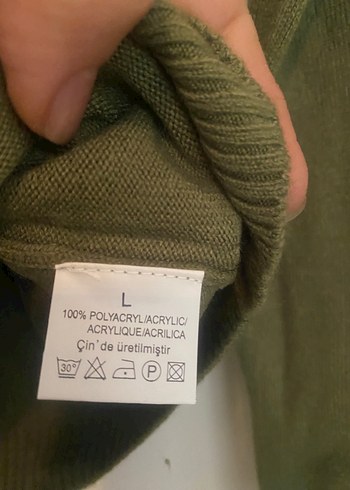 L
100% POLYACRYL/ACRYLIC/
ACRYLIQUE/ACRILICA
Çin'de üretilmiştir
30° P